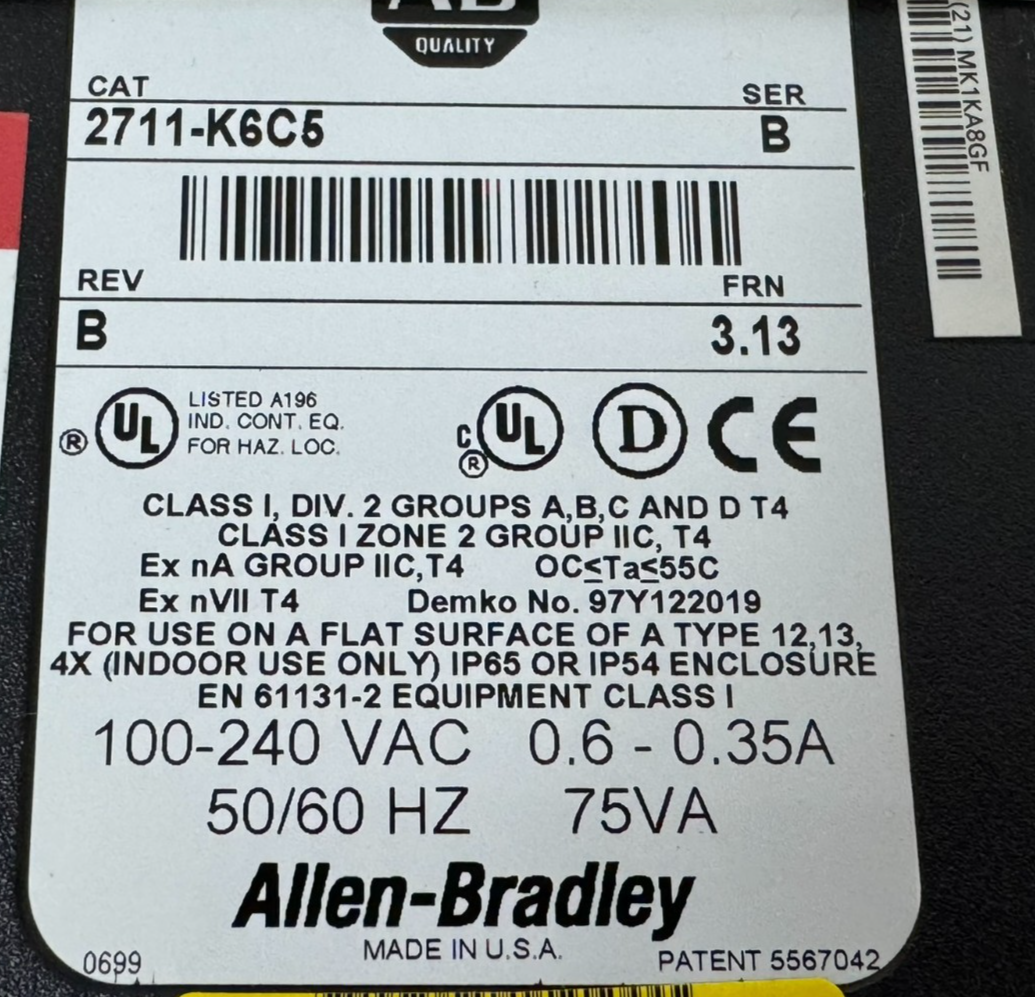 AB
QUALITY
CAT
SER
2711-K6C5
B
(21) MK1KA8GF
REV
FRN
B
3.13
UL
®
LISTED A196
IND. CONT. EQ.
FOR HAZ. LOC.
C
UL
®
D
CE
CLASS I, DIV. 2 GROUPS A,B,C AND D T4
CLASS I ZONE 2 GROUP IIC, T4
Ex nA GROUP IIC,T4 OC≤Ta≤55C
Ex nVII T4 Demko No. 97Y122019
FOR USE ON A FLAT SURFACE OF A TYPE 12,13,
4X (INDOOR USE ONLY) IP65 OR IP54 ENCLOSURE
EN 61131-2 EQUIPMENT CLASS I
100-240 VAC 0.6 - 0.35A
50/60 HZ 75VA
Allen-Bradley
MADE IN U.S.A.
0699
PATENT 5567042